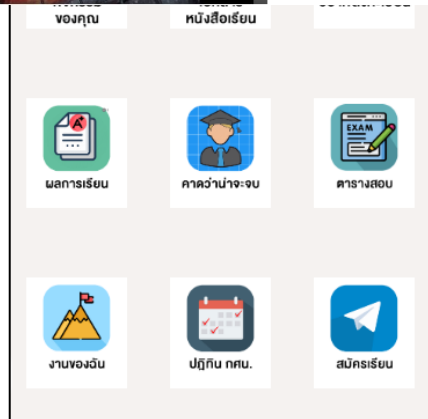 ของคุณ
หนังสือเรียน
A+
EXAM
ผลการเรียน
คาดว่าน่าจะจบ
ตารางสอบ
งานของฉัน
ปฎิทิน กศน.
สมัครเรียน